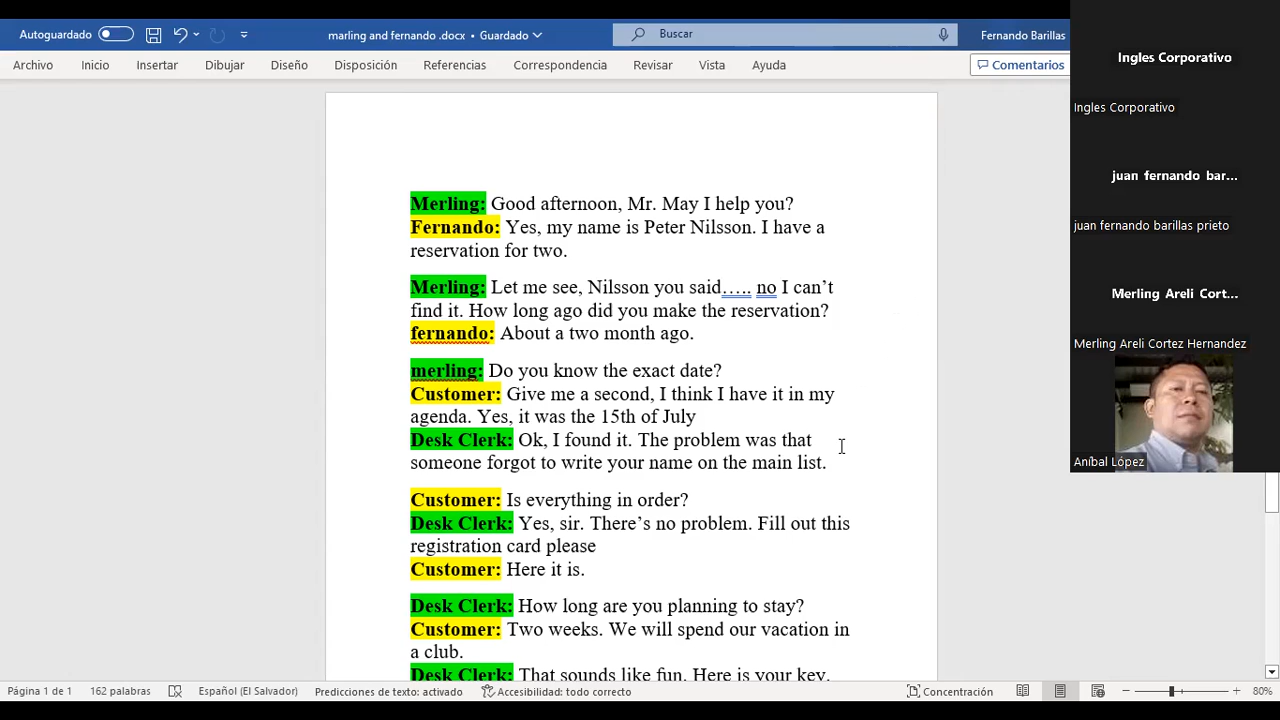 Autoguardado
marling and fernando .docx • Guardado
Buscar
Fernando Barillas
Archivo Inicio Insertar Dibujar Diseño Disposición Referencias Correspondencia Revisar Vista Ayuda
Comentarios
Merling: Good afternoon, Mr. May I help you?
Fernando: Yes, my name is Peter Nilsson. I have a
reservation for two.
Merling: Let me see, Nilsson you said….. no I can’t
find it. How long ago did you make the reservation?
fernando: About a two month ago.
merling: Do you know the exact date?
Customer: Give me a second, I think I have it in my
agenda. Yes, it was the 15th of July
Desk Clerk: Ok, I found it. The problem was that
someone forgot to write your name on the main list.
Customer: Is everything in order?
Desk Clerk: Yes, sir. There’s no problem. Fill out this
registration card please
Customer: Here it is.
Desk Clerk: How long are you planning to stay?
Customer: Two weeks. We will spend our vacation in
a club.
Desk Clerk: That sounds like fun. Here is your key.
Ingles Corporativo
Ingles Corporativo
juan fernando bar...
juan fernando barillas prieto
Merling Areli Cort...
Merling Areli Cortez Hernandez
Aníbal López
Página 1 de 1 162 palabras Español (El Salvador) Predicciones de texto: activado Accesibilidad: todo correcto Concentración 80%